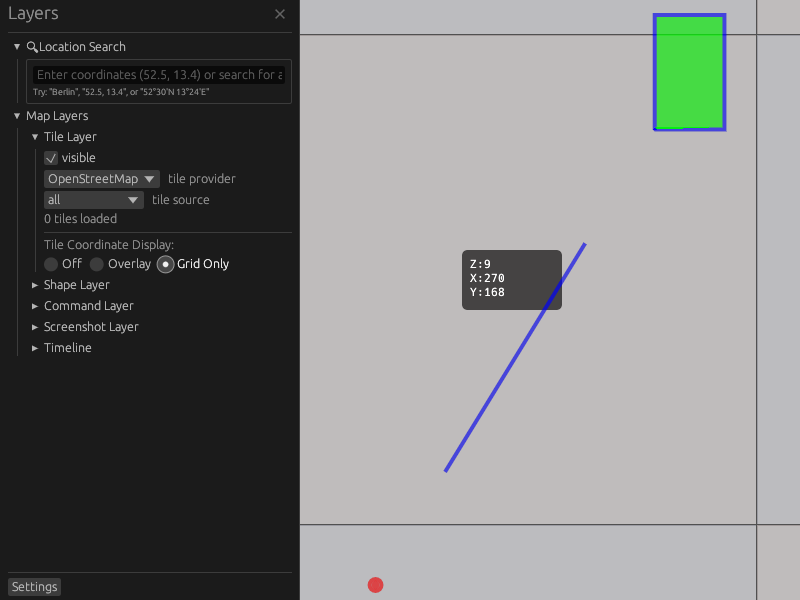 Layers
Location Search
Enter coordinates (52.5, 13.4) or search for a
Try: "Berlin", "52.5, 13.4", or "52°30'N 13°24'E"
Map Layers
Tile Layer
visible
OpenStreetMap tile provider
all tile source
0 tiles loaded
Tile Coordinate Display:
Off Overlay Grid Only
Shape Layer
Command Layer
Screenshot Layer
Timeline
Settings
Z:9
X:270
Y:168